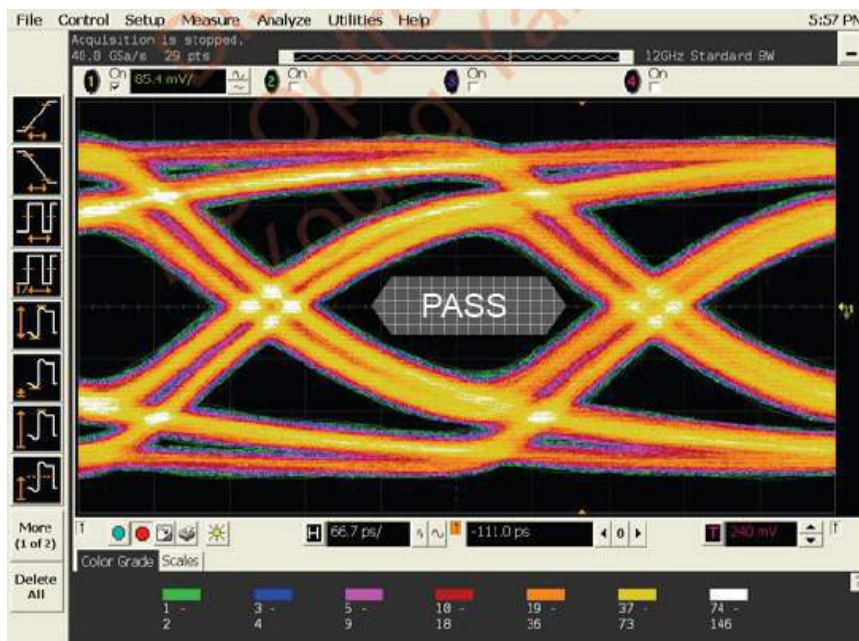 File Control Setup Measure Analyze Utilities Help 5:57 PM
Acquisition is stopped.
40.0 GSa/s 29 pts
12GHz Standard BW
1 On 85.4 mV/ 2 On 3 On 4 On
PASS
More
(1 of 2)
Delete
All
H 66.7 ps/ -111.0 ps 0 T 240 mV
Color Grade Scales
1 - 3 - 5 - 10 - 19 - 37 - 74 -
2 4 9 18 36 73 146